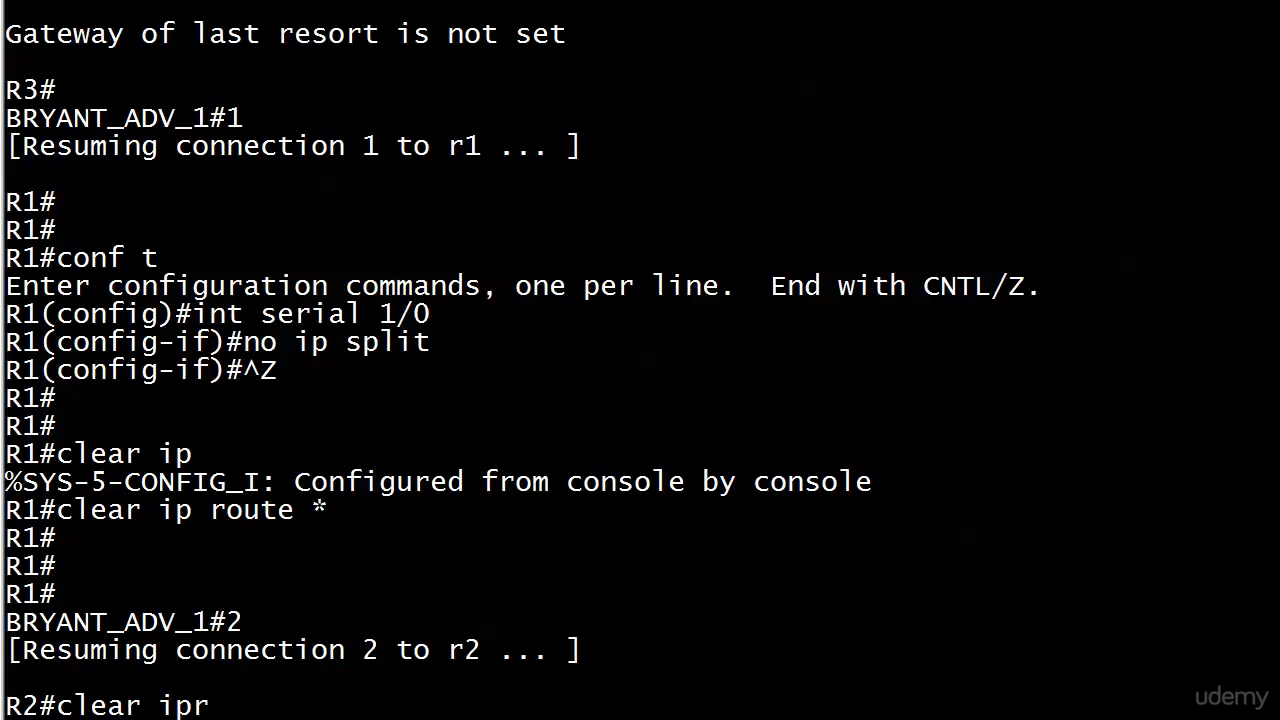 Gateway of last resort is not set
R3#
BRYANT_ADV_1#1
[Resuming connection 1 to r1 ... ]
R1#
R1#
R1#conf t
Enter configuration commands, one per line.  End with CNTL/Z.
R1(config)#int serial 1/0
R1(config-if)#no ip split
R1(config-if)#^Z
R1#
R1#
R1#clear ip
%SYS-5-CONFIG_I: Configured from console by console
R1#clear ip route *
R1#
R1#
R1#
BRYANT_ADV_1#2
[Resuming connection 2 to r2 ... ]
R2#clear ipr
udemy